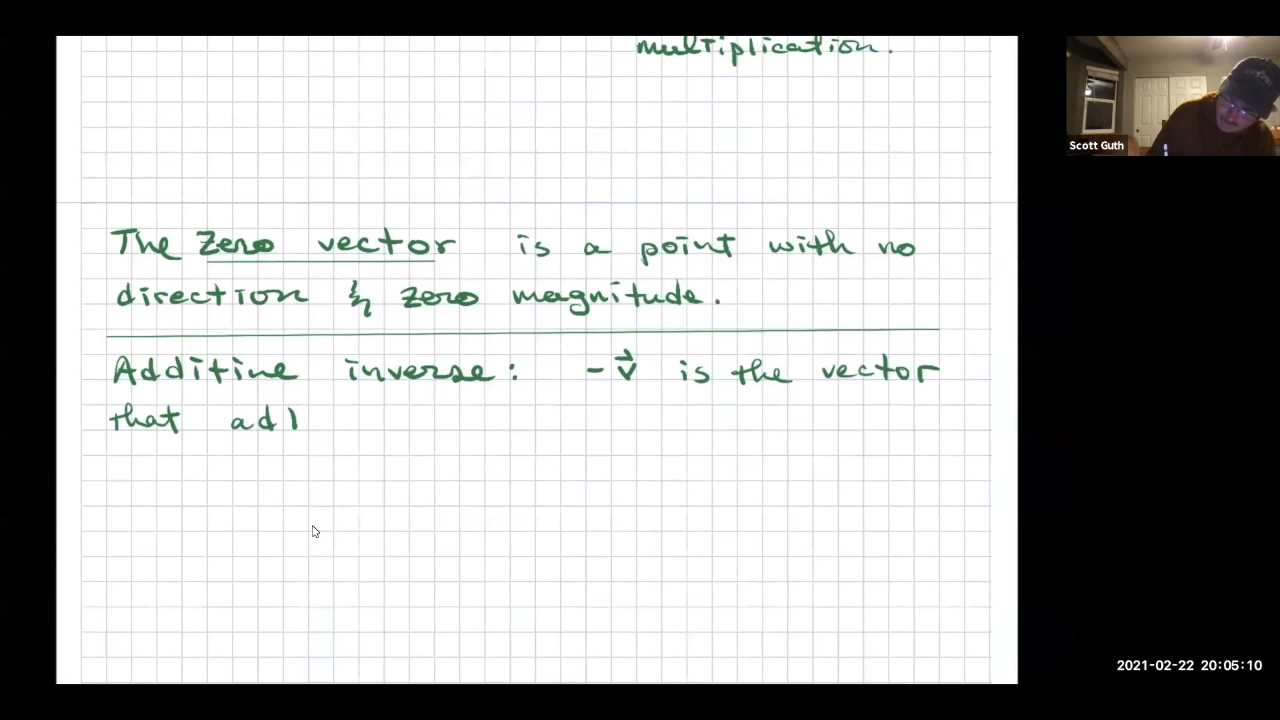 multiplication.
Scott Guth
The zero vector is a point with no
direction & zero magnitude.
Additive inverse: -v⃗ is the vector
that add
2021-02-22 20:05:10